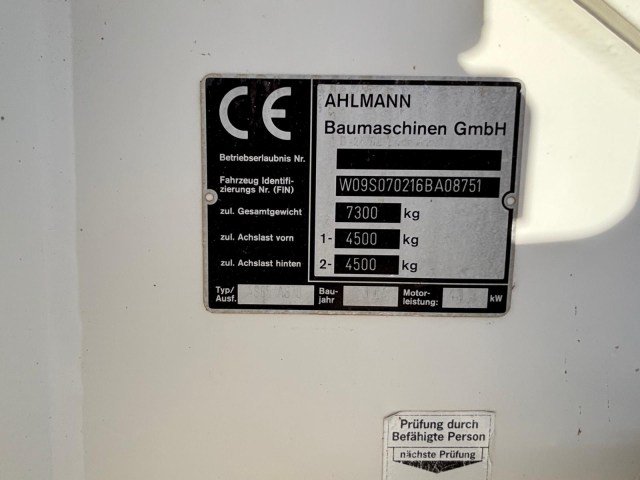 CE
AHLMANN
Baumaschinen GmbH
Betriebserlaubnis Nr.
Fahrzeug Identifi-
zierungs Nr. (FIN) W09S070216BA08751
zul. Gesamtgewicht 7300 kg
zul. Achslast vorn 1- 4500 kg
zul. Achslast hinten 2- 4500 kg
Typ/
Ausf.
Bau-
jahr
Motor-
leistung: kW
Prüfung durch
Befähigte Person
nächste Prüfung